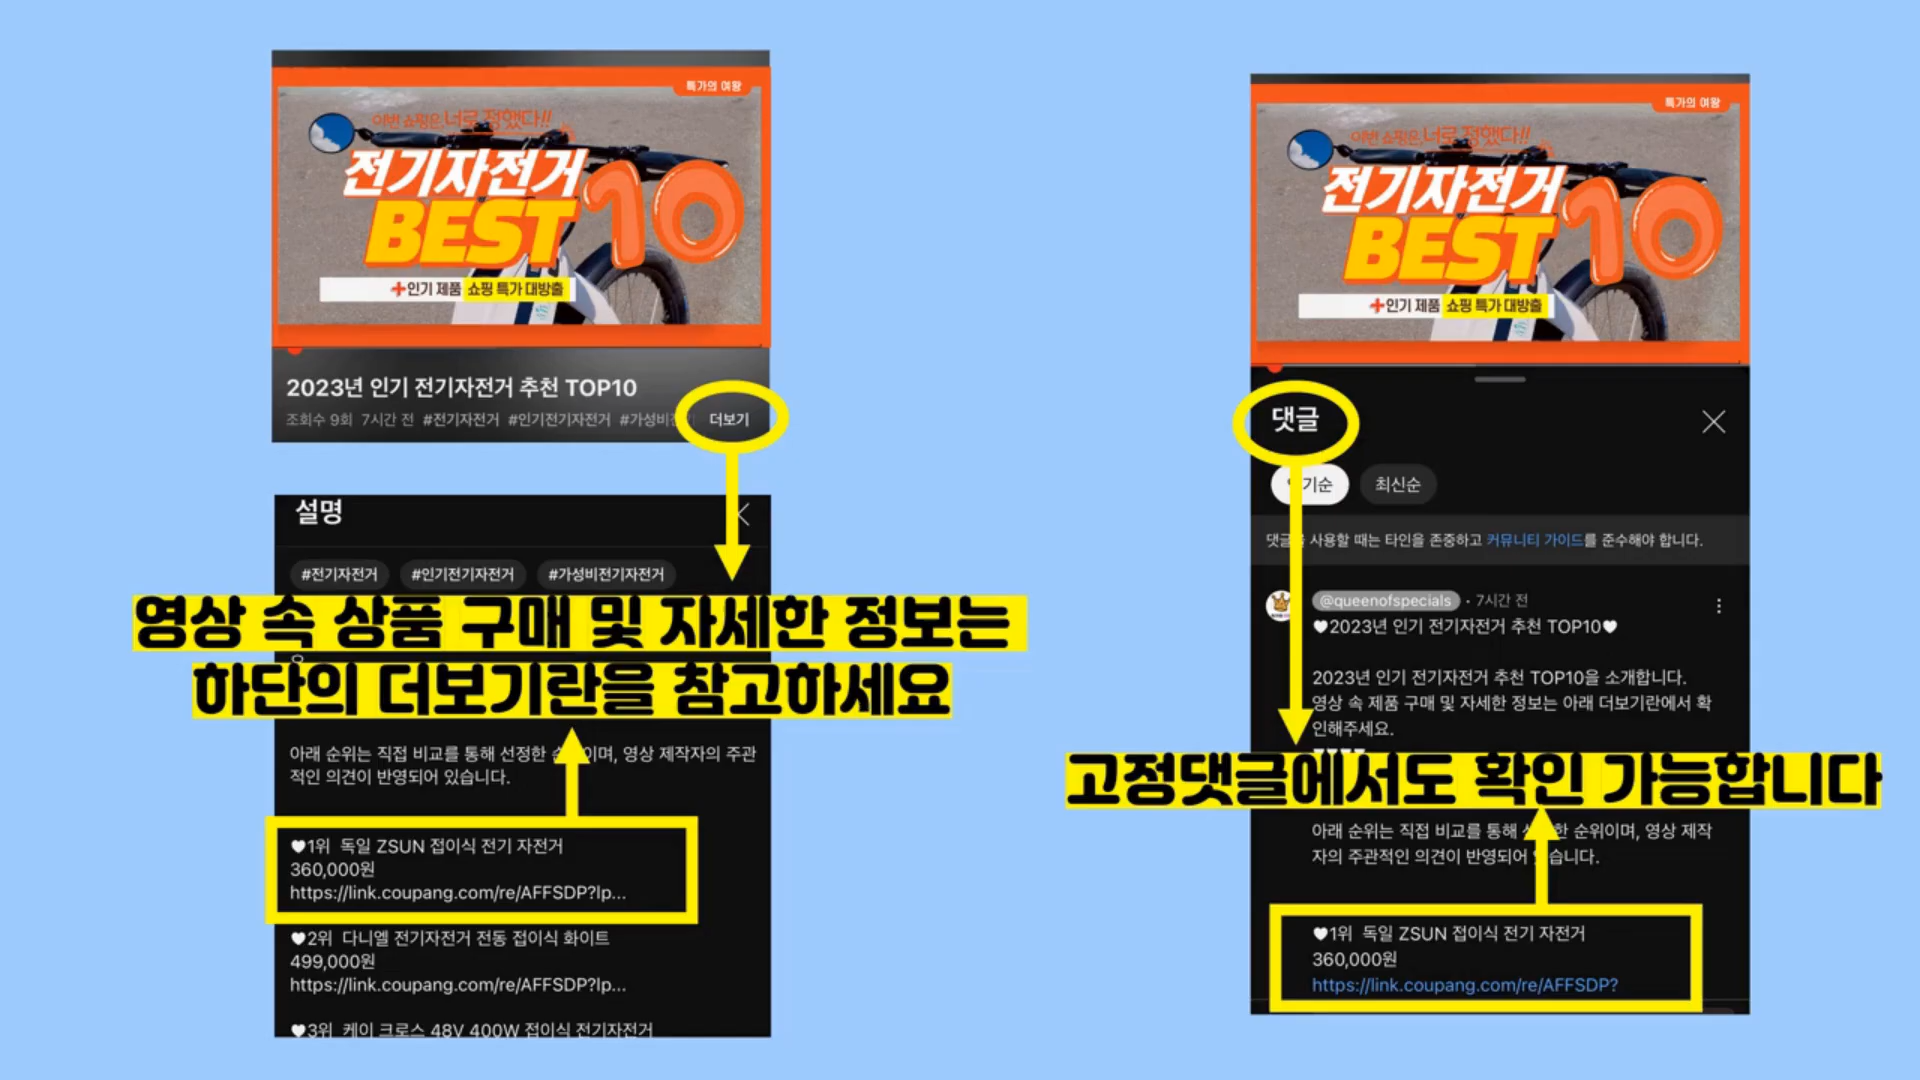 특가의 여왕
이번 쇼핑은,너로 정했다!!
전기자전거
BEST 10
+인기 제품 쇼핑 특가 대방출
2023년 인기 전기자전거 추천 TOP10
조회수 9회 7시간 전 #전기자전거 #인기전기자전거 #가성비 더보기
설명
#전기자전거 #인기전기자전거 #가성비전기자전거
영상 속 상품 구매 및 자세한 정보는
하단의 더보기란을 참고하세요
아래 순위는 직접 비교를 통해 선정한 이며, 영상 제작자의 주관
적인 의견이 반영되어 있습니다.
♥1위 독일 ZSUN 접이식 전기 자전거
360,000원
https://link.coupang.com/re/AFFSDP?lp...
♥2위 다니엘 전기자전거 전동 접이식 화이트
499,000원
https://link.coupang.com/re/AFFSDP?lp...
♥3위 케이 크로스 48V 400W 접이식 전기자전거
특가의 여왕
이번 쇼핑은,너로 정했다!!
전기자전거
BEST 10
+인기 제품 쇼핑 특가 대방출
댓글
기순 최신순
댓글 사용할 때는 타인을 존중하고 커뮤니티 가이드를 준수해야 합니다.
@queenofspecials · 7시간 전
♥2023년 인기 전기자전거 추천 TOP10♥
2023년 인기 전기자전거 추천 TOP10을 소개합니다.
영상 속 제품 구매 및 자세한 정보는 아래 더보기란에서 확
인해주세요.
고정댓글에서도 확인 가능합니다
아래 순위는 직접 비교를 통해 한 순위이며, 영상 제작
자의 주관적인 의견이 반영되어 습니다.
♥1위 독일 ZSUN 접이식 전기 자전거
360,000원
https://link.coupang.com/re/AFFSDP?